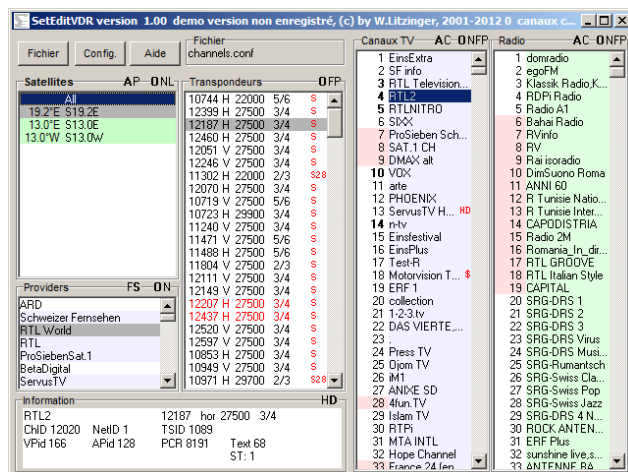 SetEditVDR version 1.00 demo version non enregistré, (c) by W.Litzinger, 2001-2012 0 canaux c...
Fichier Config. Aide
Fichier
channels.conf
Satellites AP ONL
All
19.2°E S19.2E
13.0°E S13.0E
13.0°W S13.0W
Providers FS ON
ARD
Schweizer Fernsehen
RTL World
RTL
ProSiebenSat.1
BetaDigital
ServusTV
Transpondeurs OFP
10744 H 22000 5/6 S
12399 H 27500 3/4 S
12187 H 27500 3/4 S
12460 H 27500 3/4 S
12051 V 27500 3/4 S
12246 V 27500 3/4 S
11302 H 22000 2/3 S28
12070 H 27500 3/4 S
10719 V 27500 5/6 S
10723 H 29900 3/4 S
11240 V 27500 3/4 S
11471 V 27500 5/6 S
11488 H 27500 5/6 S
11804 V 27500 2/3 S
12111 V 27500 3/4 S
12149 V 27500 3/4 S
12207 H 27500 3/4 S
12437 H 27500 3/4 S
12520 V 27500 3/4 S
12597 V 27500 3/4 S
10853 H 27500 3/4 S
10949 V 27500 3/4 S
10971 H 29700 2/3 S28
Information HD
RTL2 12187 hor 27500 3/4
ChID 12020 NetID 1 TSID 1089
VPid 166 APid 128 PCR 8191 Text 68
ST: 1
Canaux TV AC ONFP
1 EinsExtra
2 SF info
3 RTL Television...
4 RTL2
5 RTLNITRO
6 SIXX
7 ProSieben Sch...
8 SAT.1 CH
9 DMAX alt
10 VOX
11 arte
12 PHOENIX
13 ServusTV H... HD
14 n-tv
15 Einsfestival
16 EinsPlus
17 Test-R
18 Motorvision T... $
19 ERF 1
20 collection
21 1-2-3.tv
22 DAS VIERTE,...
23 .
24 Press TV
25 Ojom TV
26 iM1
27 ANIXE SD
28 4fun.TV
29 Islam TV
30 RTPi
31 MTA INTL
32 Hope Channel
33 France 24 (en
Radio AC ONFP
1 domradio
2 egoFM
3 Klassik Radio,K...
4 RDPi Radio
5 Radio A1
6 Bahai Radio
7 RVinfo
8 RV
9 Rai isoradio
10 DimSuono Roma
11 ANNI 60
12 R Tunisie Natio...
13 R Tunisie Inter...
14 CAPODISTRIA
15 Radio 2M
16 Romania_In_dir...
17 RTL GROOVE
18 RTL Italian Style
19 CAPITAL
20 SRG-DRS 1
21 SRG-DRS 2
22 SRG-DRS 3
23 SRG-DRS Virus
24 SRG-DRS Musi...
25 SRG-Rumantsch
26 SRG-Swiss Cla...
27 SRG-Swiss Pop
28 SRG-Swiss Jazz
29 SRG-DRS 4 N...
30 ROCK ANTEN...
31 ERF Plus
32 sunshine live,s...
33 ANTENNE BA